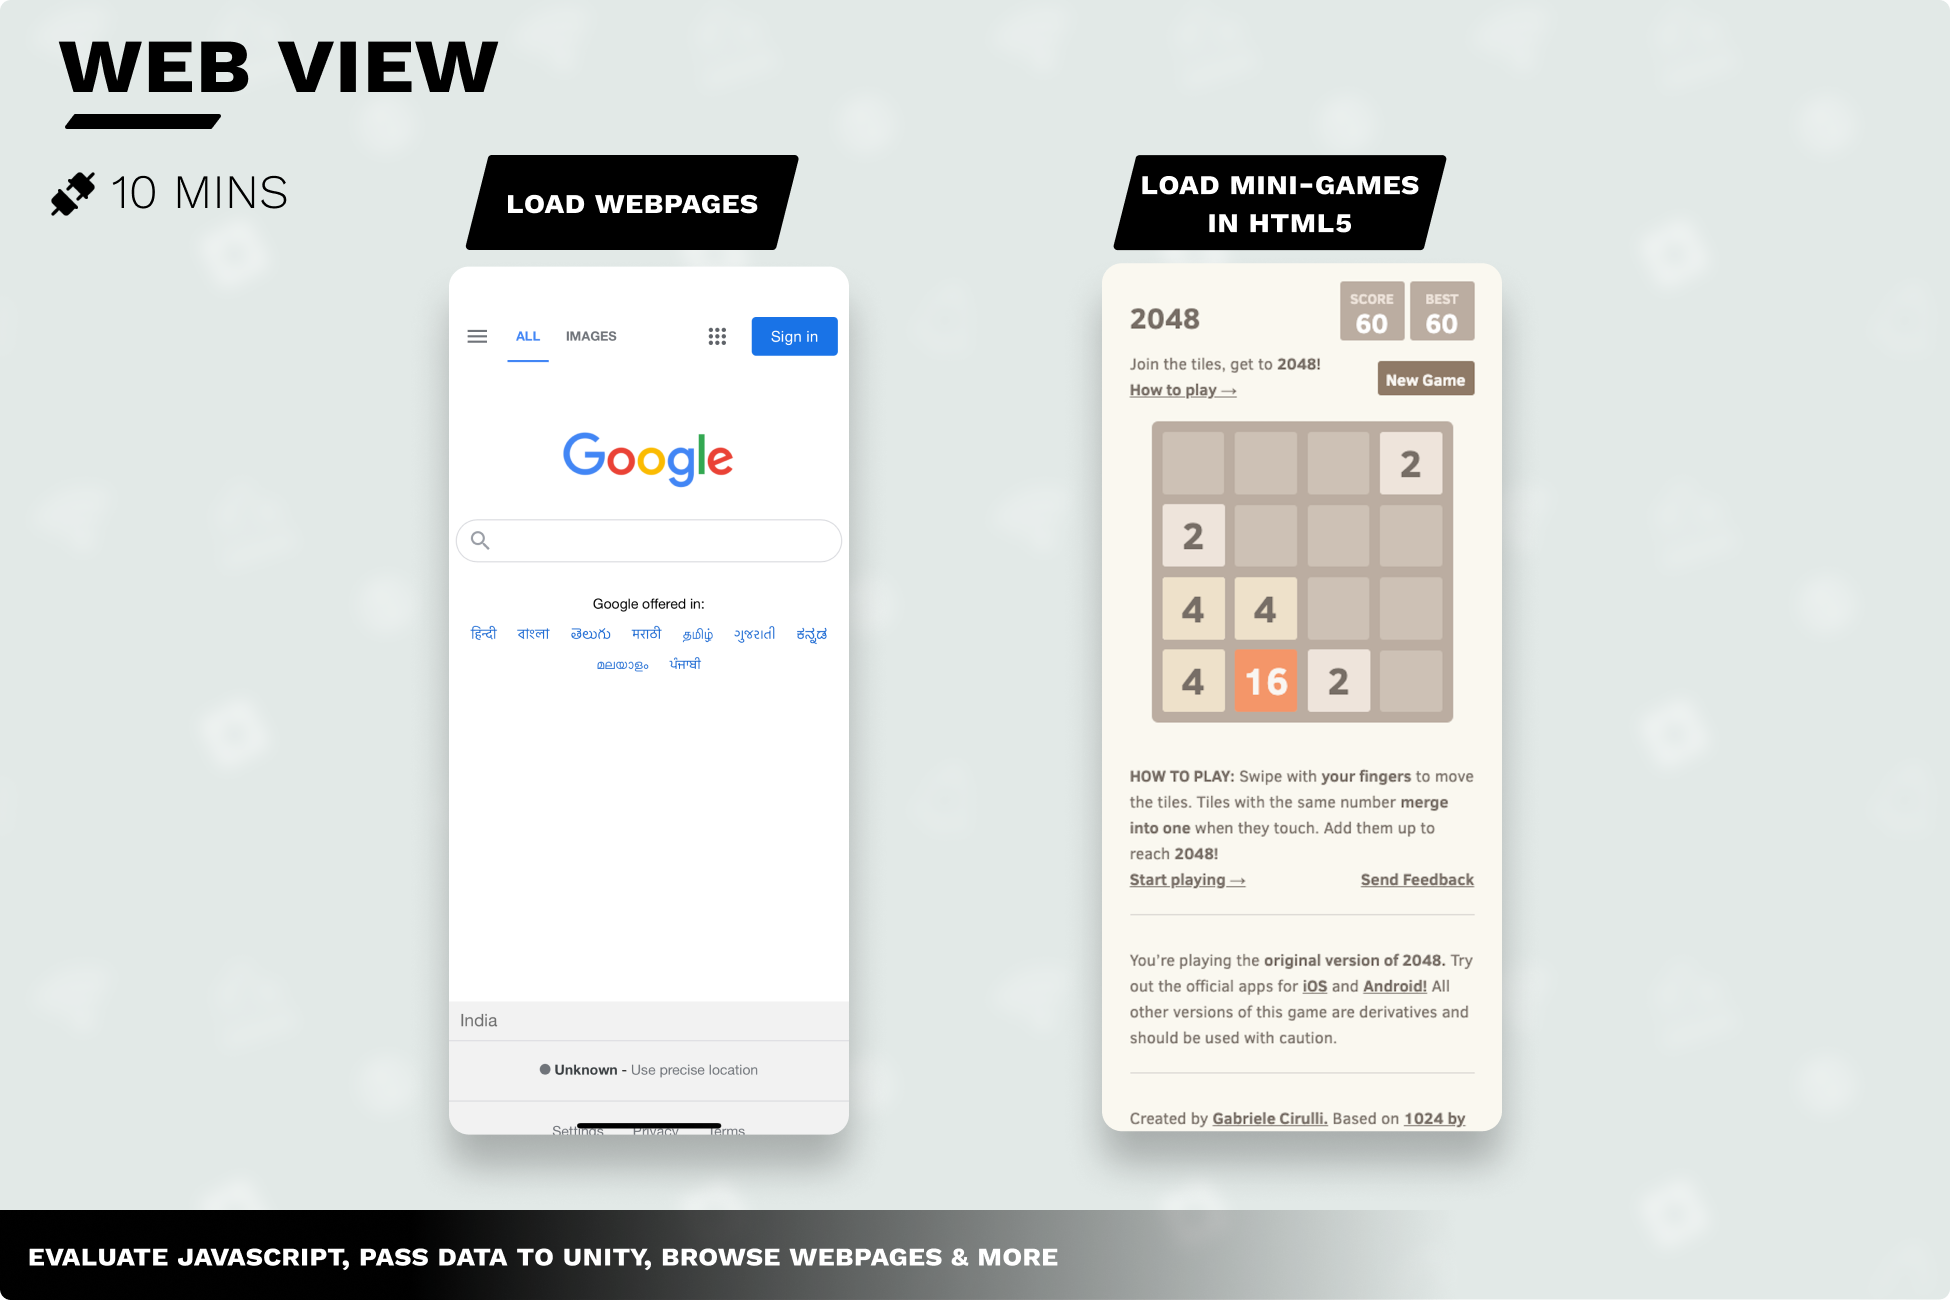 WEB VIEW
10 MINS
LOAD WEBPAGES
ALL IMAGES Sign in
Google
Google offered in:
हिन्दी বাংলা తెలుగు मराठी தமிழ் ગુજરાતી ಕನ್ನಡ
മലയാളം ਪੰਜਾਬੀ
India
Unknown - Use precise location
Settings Privacy Terms
LOAD MINI-GAMES
IN HTML5
2048
SCORE
60
BEST
60
Join the tiles, get to 2048!
How to play →
New Game
2
2
4 4
4 16 2
HOW TO PLAY: Swipe with your fingers to move
the tiles. Tiles with the same number merge
into one when they touch. Add them up to
reach 2048!
Start playing → Send Feedback
You're playing the original version of 2048. Try
out the official apps for iOS and Android! All
other versions of this game are derivatives and
should be used with caution.
Created by Gabriele Cirulli. Based on 1024 by
EVALUATE JAVASCRIPT, PASS DATA TO UNITY, BROWSE WEBPAGES & MORE